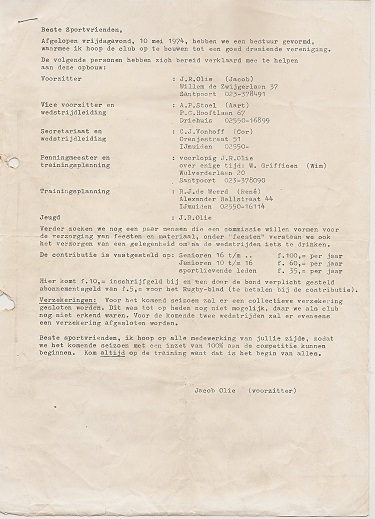 Beste Sportvrienden,
Afgelopen vrijdagavond, 10 mei 1974, hebben we een bestuur gevormd,
waarmee ik hoop de club op te bouwen tot een goed draaiende vereniging.
De volgende personen hebben zich bereid verklaard mee te helpen
aan deze opbouw:
Voorzitter : J.R.Olie (Jacob)
Willem de Zwijgerlaan 37
Santpoort 023-378491
Vice voorzitter en : A.P.Stoel (Aart)
wedstrijdleiding P.C.Hooftlaan 67
Driehuis 02550-16899
Secretariaat en : C.J.Vonhoff (Cor)
wedstrijdleiding Oranjestraat 51
IJmuiden 02550-
Penningmeester en : voorlopig J.R.Olie
trainingsplanning over enige tijd: W. Griffioen (Wim)
Wulverderlaan 20
Santpoort 023-378090
Trainingsplanning : R.J.de Weerd (René)
Alexander Bellstraat 44
IJmuiden 02550-16114
Jeugd : J.R.Olie
Verder zoeken we nog een paar mensen die een commissie willen vormen voor
de verzorging van feesten en materiaal, onder "feesten" verstaan we ook
het verzorgen van een gelegenheid om na de wedstrijden iets te drinken.
De contributie is vastgesteld op: Senioren 16 t/m .. f.100,= per jaar
Junioren 10 t/m 16 f. 60,= per jaar
sportlievende leden f. 35,= per jaar
Hier komt f.10,= inschrijfgeld bij en een door de bond verplicht gesteld
abonnementsgeld van f.5,= voor het Rugby-blad (te betalen bij de contributie).
Verzekeringen: Voor het komend seizoen zal er een collectieve verzekering
gesloten worden. Dit was tot op heden nog niet mogelijk, daar we als club
nog niet erkend waren. Voor de komende twee wedstrijden zal er eveneens
een verzekering afgesloten worden.
Beste sportvrienden, ik hoop op alle medewerking van jullie zijde, zodat
we het komende seizoen met een inzet van 100% aan de competitie kunnen
beginnen. Kom altijd op de training want dat is het begin van alles.
Jacob Olie (voorzitter)